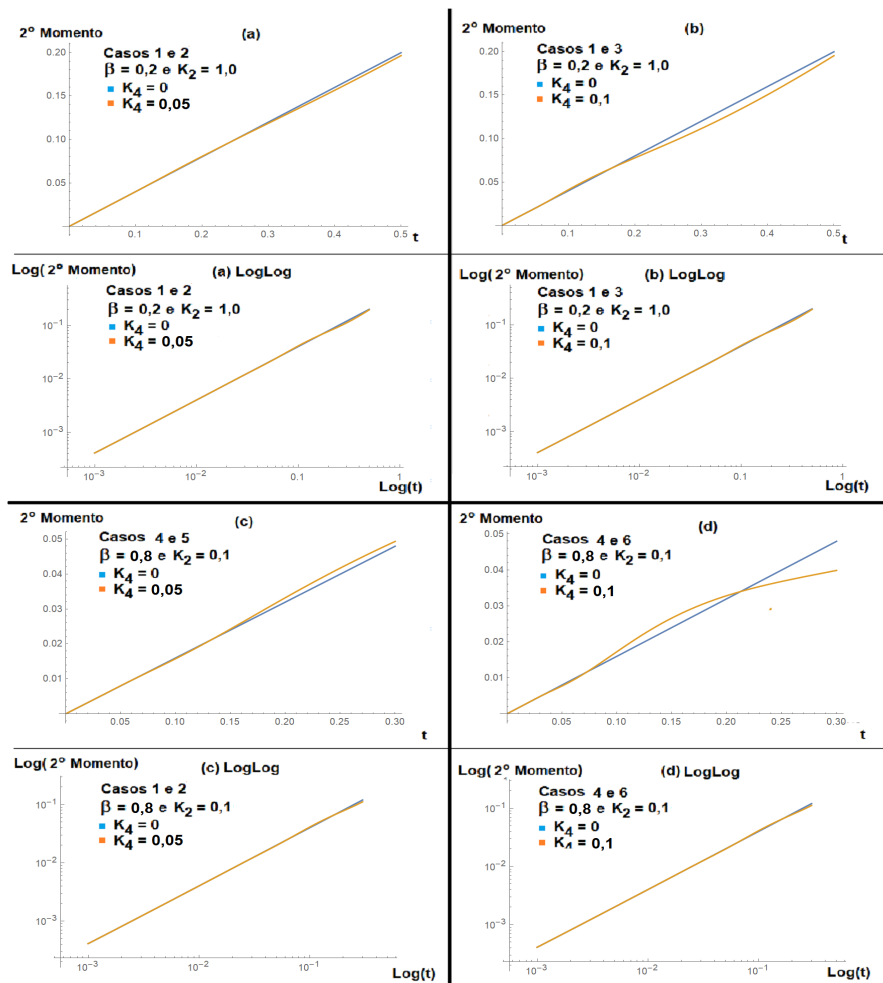 2º Momento (a)
Casos 1 e 2
β = 0,2 e K2 = 1,0
K4 = 0
K4 = 0,05
0.20
0.15
0.10
0.05
0.1 0.2 0.3 0.4 0.5
t
2º Momento (b)
Casos 1 e 3
β = 0,2 e K2 = 1,0
K4 = 0
K4 = 0,1
0.20
0.15
0.10
0.05
0.1 0.2 0.3 0.4 0.5
t
Log( 2º Momento) (a) LogLog
Casos 1 e 2
β = 0,2 e K2 = 1,0
K4 = 0
K4 = 0,05
10^-1
10^-2
10^-3
10^-3 10^-2 0.1 1
Log(t)
Log( 2º Momento) (b) LogLog
Casos 1 e 3
β = 0,2 e K2 = 1,0
K4 = 0
K4 = 0,1
10^-1
10^-2
10^-3
10^-3 10^-2 0.1 1
Log(t)
2º Momento (c)
Casos 4 e 5
β = 0,8 e K2 = 0,1
K4 = 0
K4 = 0,05
0.05
0.04
0.03
0.02
0.01
0.05 0.10 0.15 0.20 0.25 0.30
t
2º Momento (d)
Casos 4 e 6
β = 0,8 e K2 = 0,1
K4 = 0
K4 = 0,1
0.05
0.04
0.03
0.02
0.01
0.05 0.10 0.15 0.20 0.25 0.30
t
Log( 2º Momento) (c) LogLog
Casos 1 e 2
β = 0,8 e K2 = 0,1
K4 = 0
K4 = 0,05
10^-1
10^-2
10^-3
10^-3 10^-2 10^-1
Log(t)
Log( 2º Momento) (d) LogLog
Casos 4 e 6
β = 0,8 e K2 = 0,1
K4 = 0
K4 = 0,1
10^-1
10^-2
10^-3
10^-3 10^-2 10^-1
Log(t)